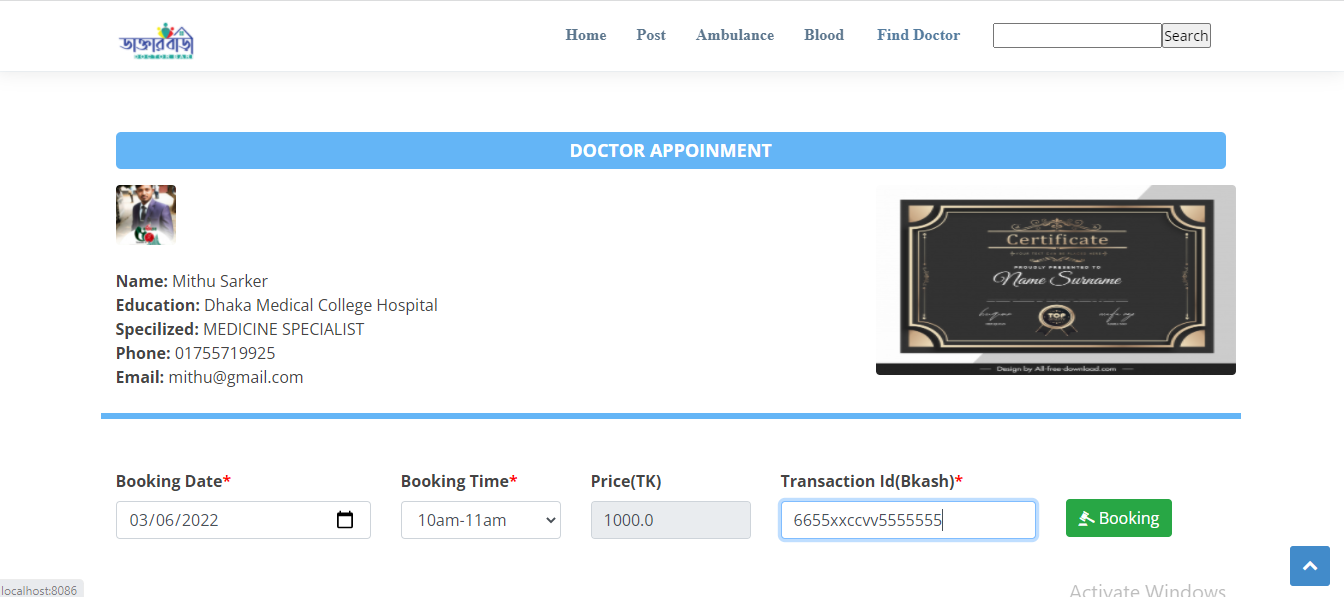 ডাক্তারবাড়ী
Home Post Ambulance Blood Find Doctor Search
DOCTOR APPOINMENT
Name: Mithu Sarker
Education: Dhaka Medical College Hospital
Specilized: MEDICINE SPECIALIST
Phone: 01755719925
Email: mithu@gmail.com
Certificate
PROUDLY PRESENTED TO
Name Surname
TOP
Design by All-free-download.com
Booking Date* Booking Time* Price(TK) Transaction Id(Bkash)*
03/06/2022 10am-11am 1000.0 6655xxccvv5555555 Booking
localhost:8086
Activate Windows